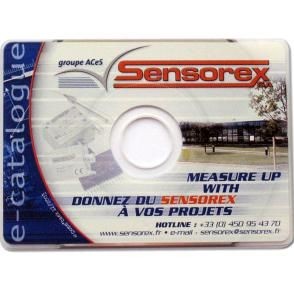 groupe ACeS
Sensorex
e-catalogue
MEASURE UP
WITH
DONNEZ DU SENSOREX
À VOS PROJETS
HOTLINE : +33 (0) 450 95 43 70
www.sensorex.fr • e-mail : sensorex@sensorex.fr